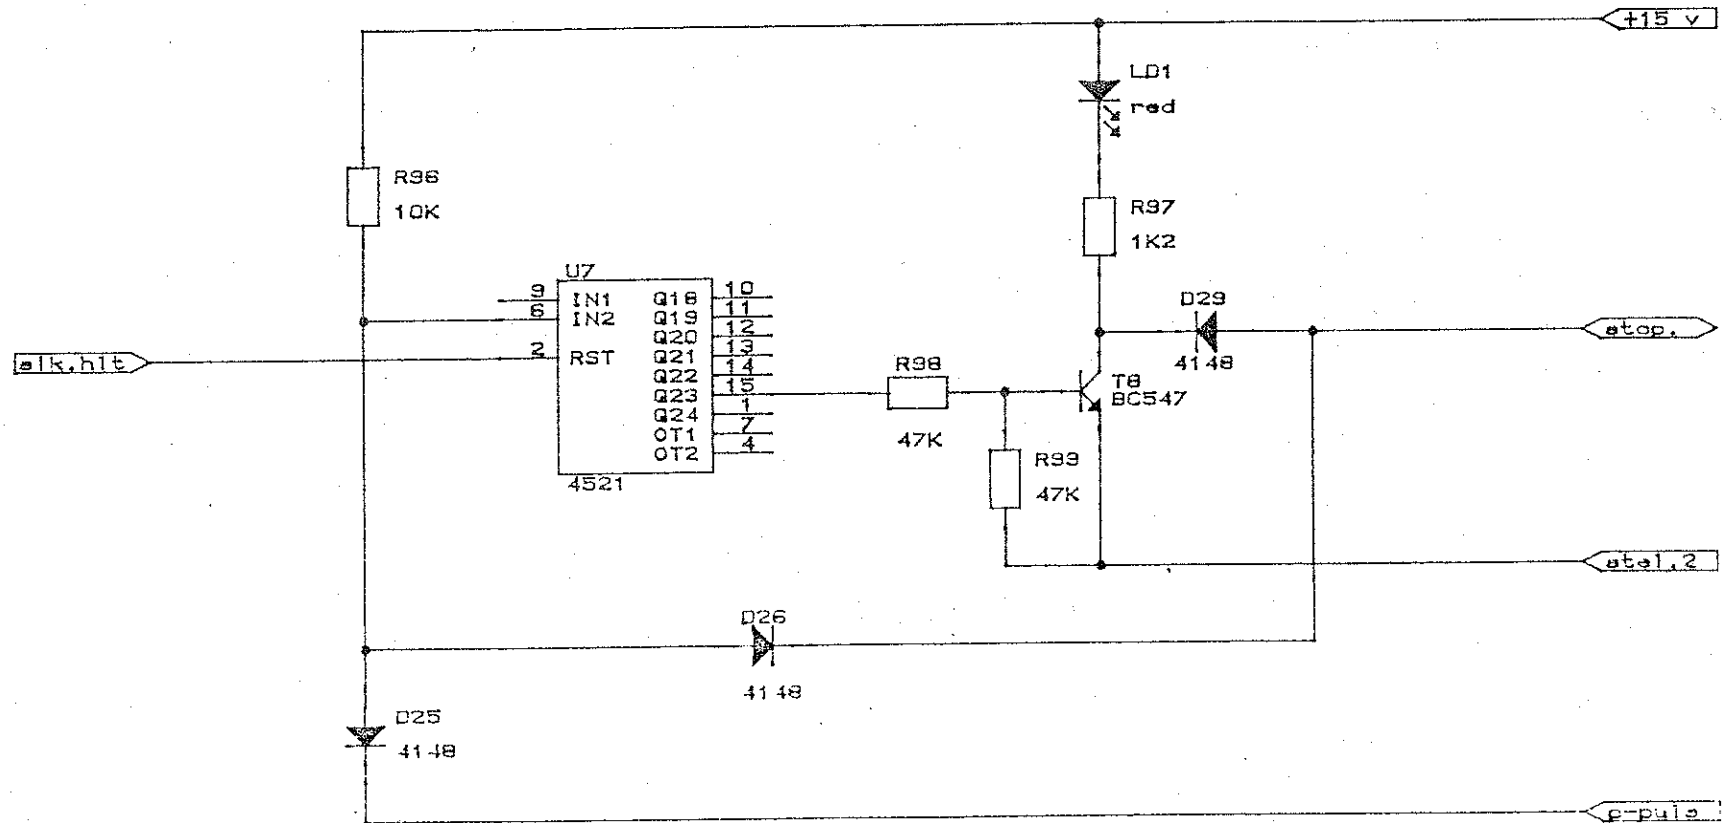 +15 v
LD1
red
R96
10K
R97
1K2
U7
9 IN1 Q18 10
6 IN2 Q19 11
Q20 12
2 RST Q21 13
Q22 14
Q23 15
Q24 1
OT1 7
OT2 4
4521
slk.hlt
D29
4148
stop.
R98
47K
T8
BC547
R99
47K
stel.2
D26
4148
D25
4148
p-puls